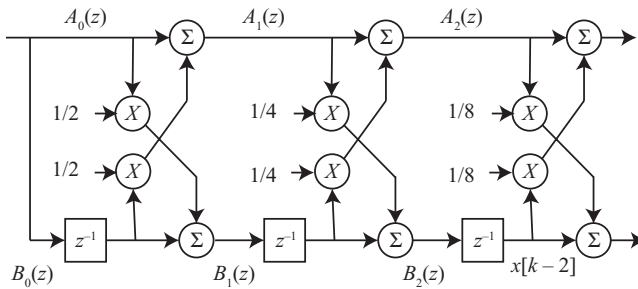 A₀(z) A₁(z) A₂(z)
Σ Σ Σ
1/2 X 1/4 X 1/8 X
1/2 X 1/4 X 1/8 X
z⁻¹ Σ z⁻¹ Σ z⁻¹ Σ
B₀(z) B₁(z) B₂(z) x[k – 2]